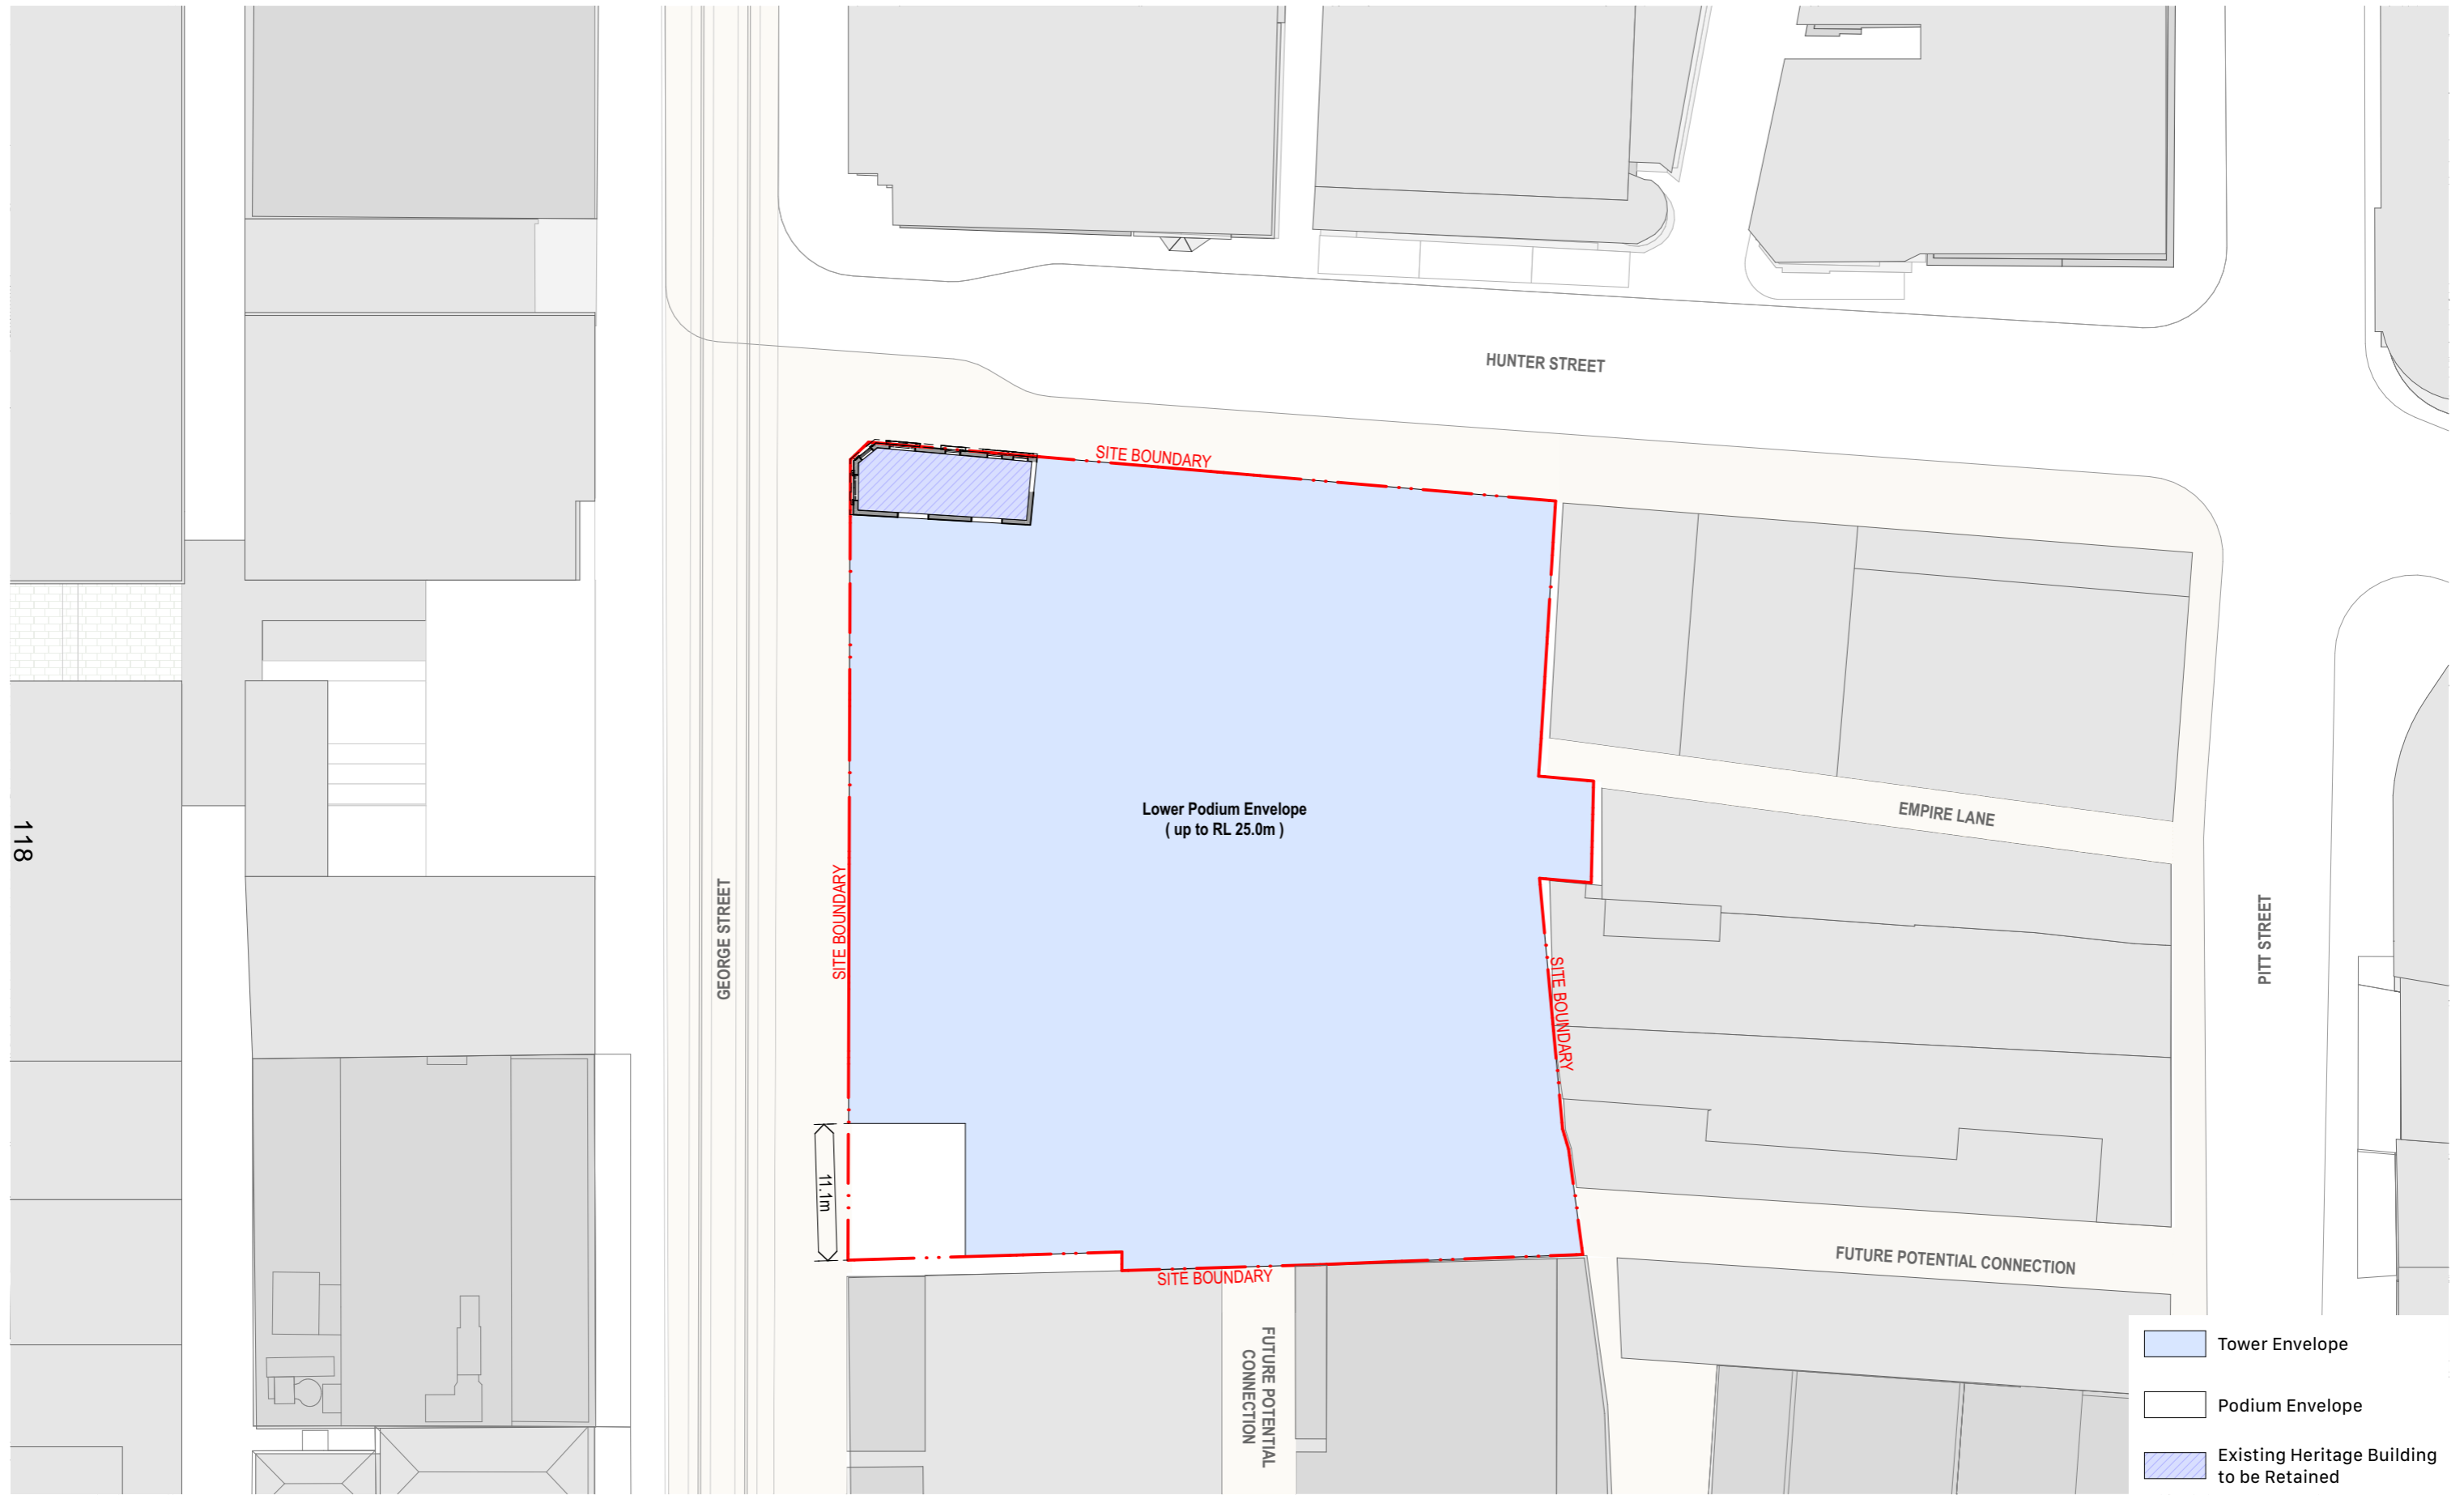 HUNTER STREET
SITE BOUNDARY
Lower Podium Envelope
( up to RL 25.0m )
EMPIRE LANE
118
SITE BOUNDARY
GEORGE STREET
PITT STREET
SITE BOUNDARY
11.1m
FUTURE POTENTIAL CONNECTION
SITE BOUNDARY
FUTURE POTENTIAL
CONNECTION
Tower Envelope
Podium Envelope
Existing Heritage Building
to be Retained